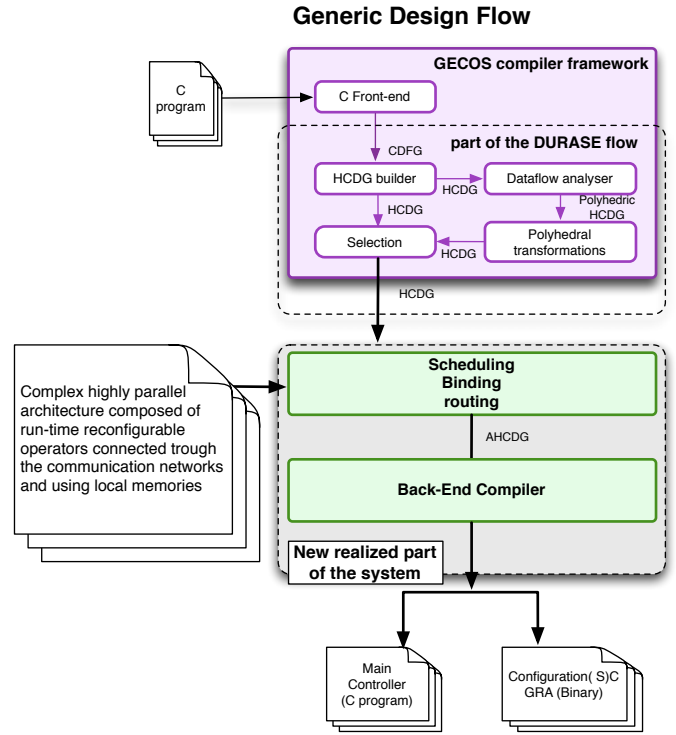 Generic Design Flow
GECOS compiler framework
C
program
C Front-end
part of the DURASE flow
CDFG
HCDG builder
HCDG
Dataflow analyser
HCDG
Polyhedric
HCDG
Selection
HCDG
Polyhedral
transformations
HCDG
Complex highly parallel
architecture composed of
run-time reconfigurable
operators connected trough
the communication networks
and using local memories
Scheduling
Binding
routing
AHCDG
Back-End Compiler
New realized part
of the system
Main
Controller
(C program)
Configuration( S)C
GRA (Binary)